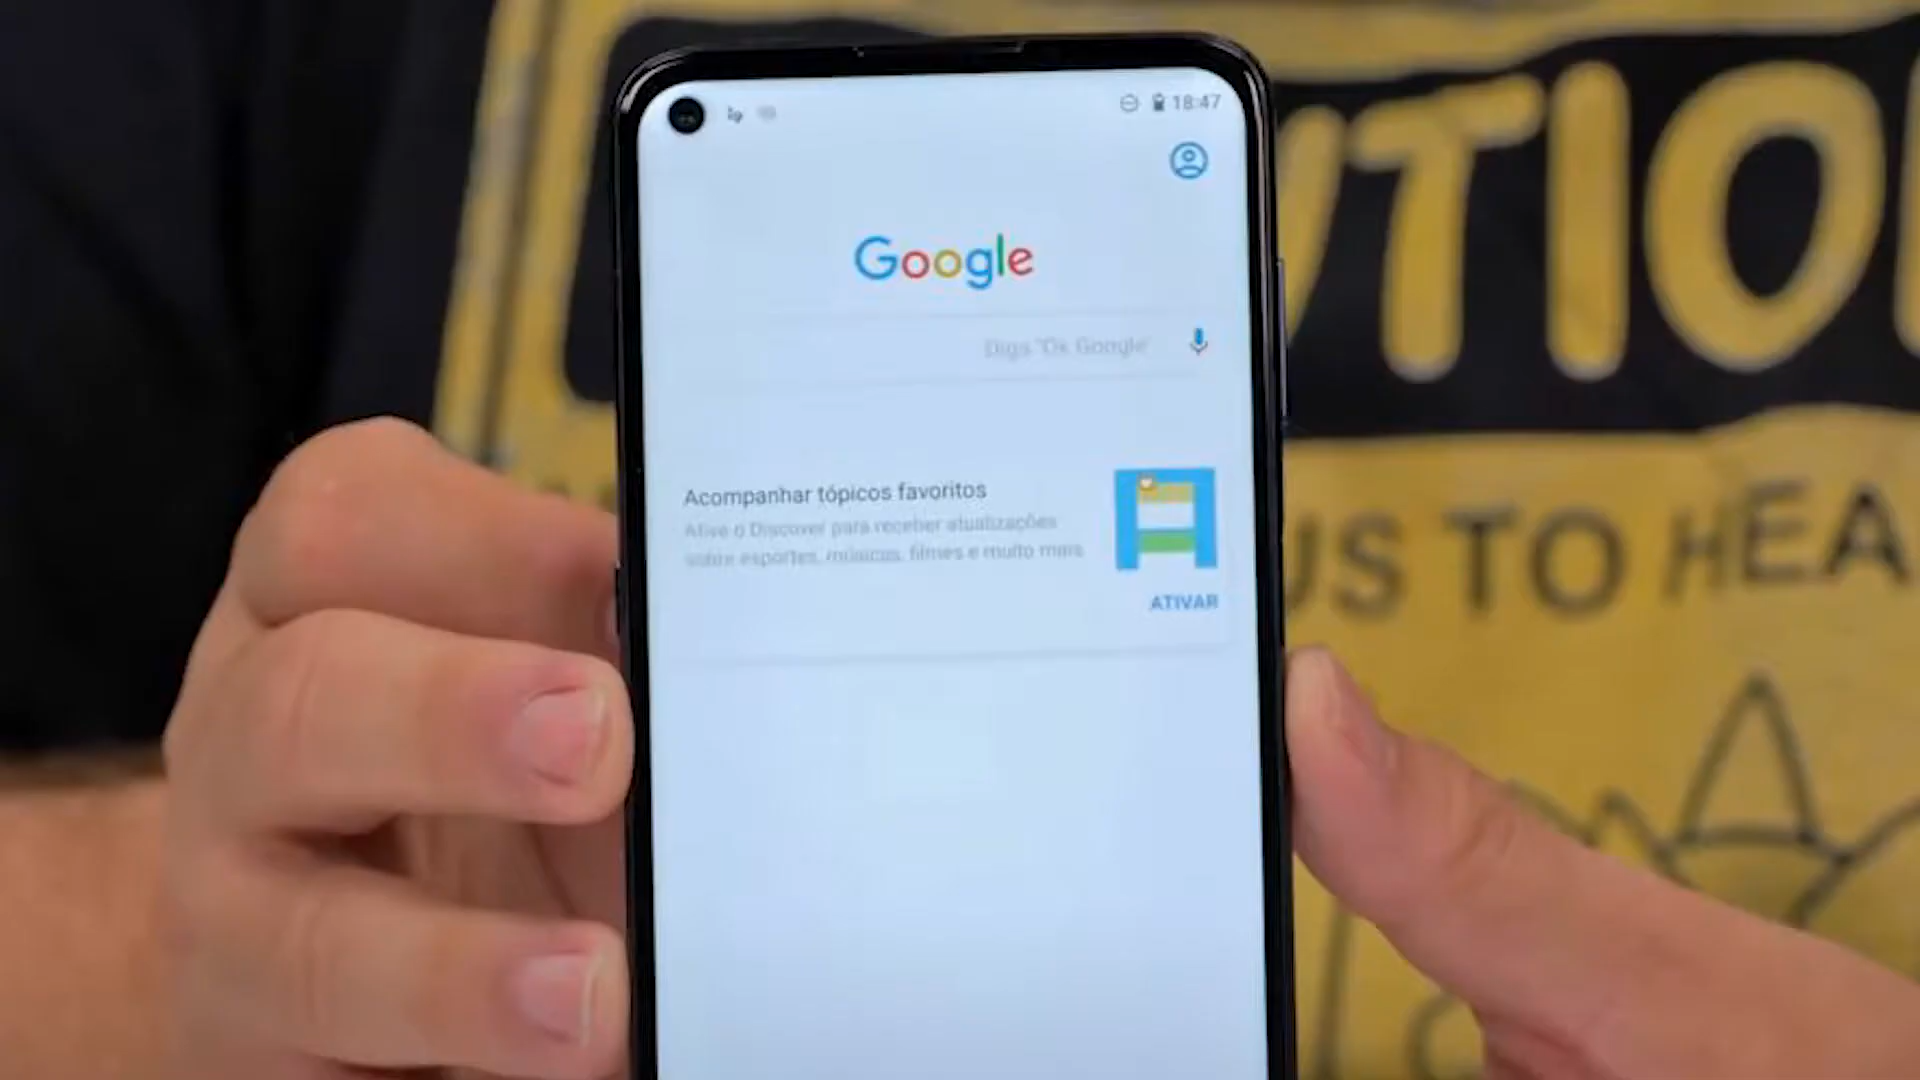 18:47
Google
Diga "Ok Google"
Acompanhar tópicos favoritos
Ative o Discover para receber atualizações
sobre esportes, músicas, filmes e muito mais
ATIVAR
UTIO
US TO HEA